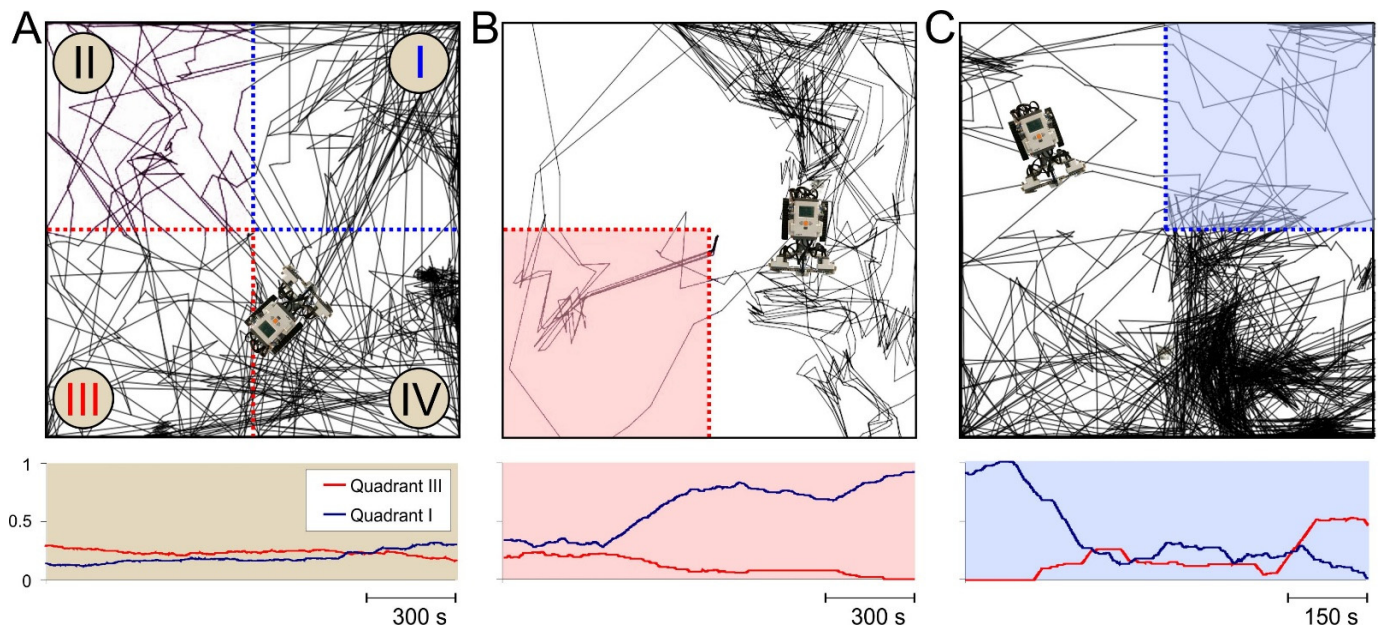 A
B
C
II
I
III
IV
1
0.5
0
Quadrant III
Quadrant I
300 s
300 s
150 s